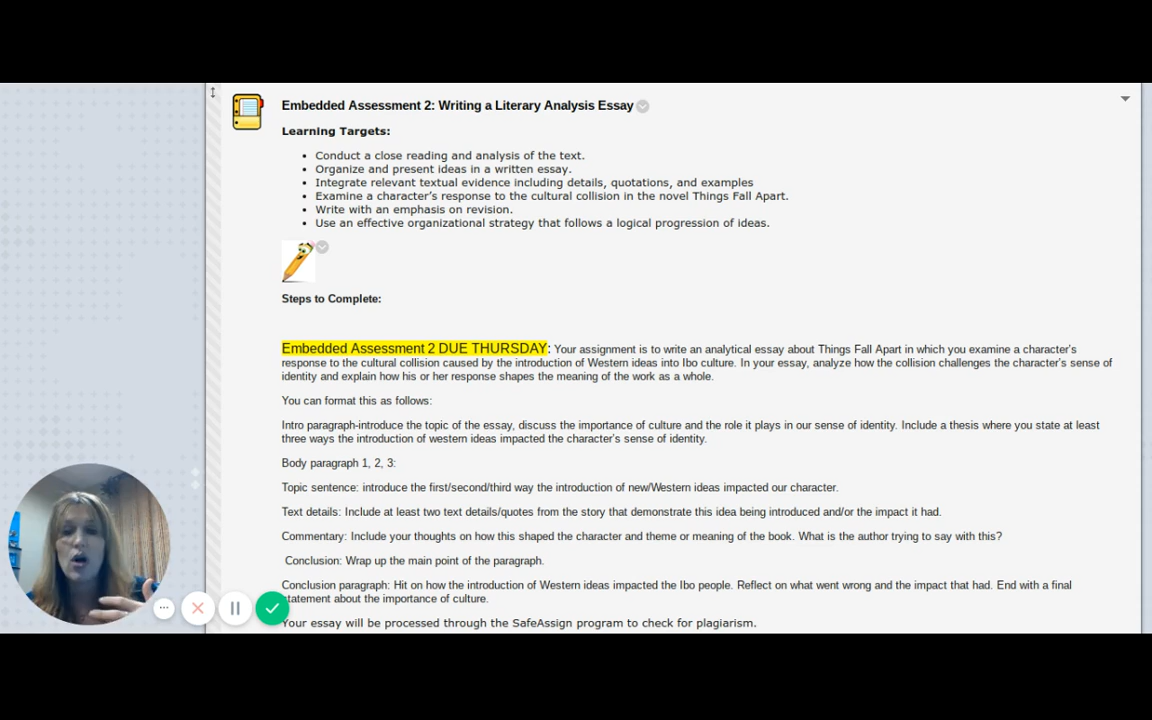 Embedded Assessment 2: Writing a Literary Analysis Essay
Learning Targets:
Conduct a close reading and analysis of the text.
Organize and present ideas in a written essay.
Integrate relevant textual evidence including details, quotations, and examples
Examine a character's response to the cultural collision in the novel Things Fall Apart.
Write with an emphasis on revision.
Use an effective organizational strategy that follows a logical progression of ideas.
Steps to Complete:
Embedded Assessment 2 DUE THURSDAY: Your assignment is to write an analytical essay about Things Fall Apart in which you examine a character's
response to the cultural collision caused by the introduction of Western ideas into Ibo culture. In your essay, analyze how the collision challenges the character's sense of
identity and explain how his or her response shapes the meaning of the work as a whole.
You can format this as follows:
Intro paragraph-introduce the topic of the essay, discuss the importance of culture and the role it plays in our sense of identity. Include a thesis where you state at least
three ways the introduction of western ideas impacted the character's sense of identity.
Body paragraph 1, 2, 3:
Topic sentence: introduce the first/second/third way the introduction of new/Western ideas impacted our character.
Text details: Include at least two text details/quotes from the story that demonstrate this idea being introduced and/or the impact it had.
Commentary: Include your thoughts on how this shaped the character and theme or meaning of the book. What is the author trying to say with this?
Conclusion: Wrap up the main point of the paragraph.
Conclusion paragraph: Hit on how the introduction of Western ideas impacted the Ibo people. Reflect on what went wrong and the impact that had. End with a final
statement about the importance of culture.
Your essay will be processed through the SafeAssign program to check for plagiarism.